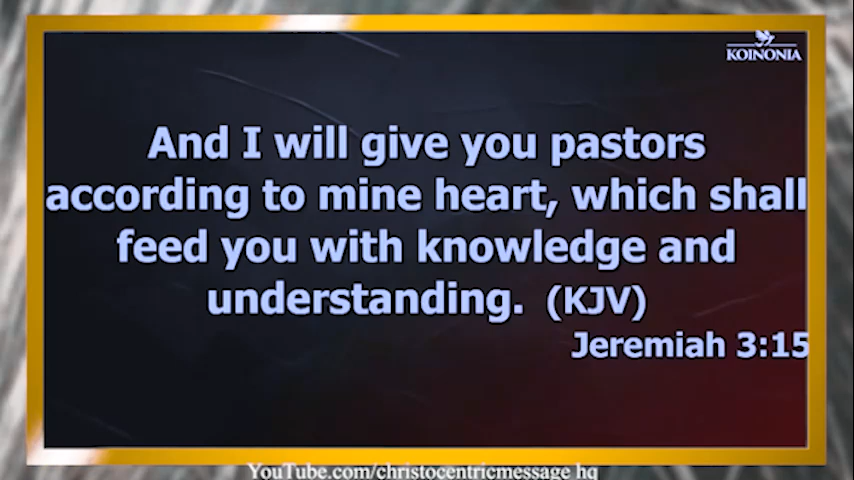 KOINONIA
And I will give you pastors
according to mine heart, which shall
feed you with knowledge and
understanding. (KJV)
Jeremiah 3:15
YouTube.com/christocentricmessage hq